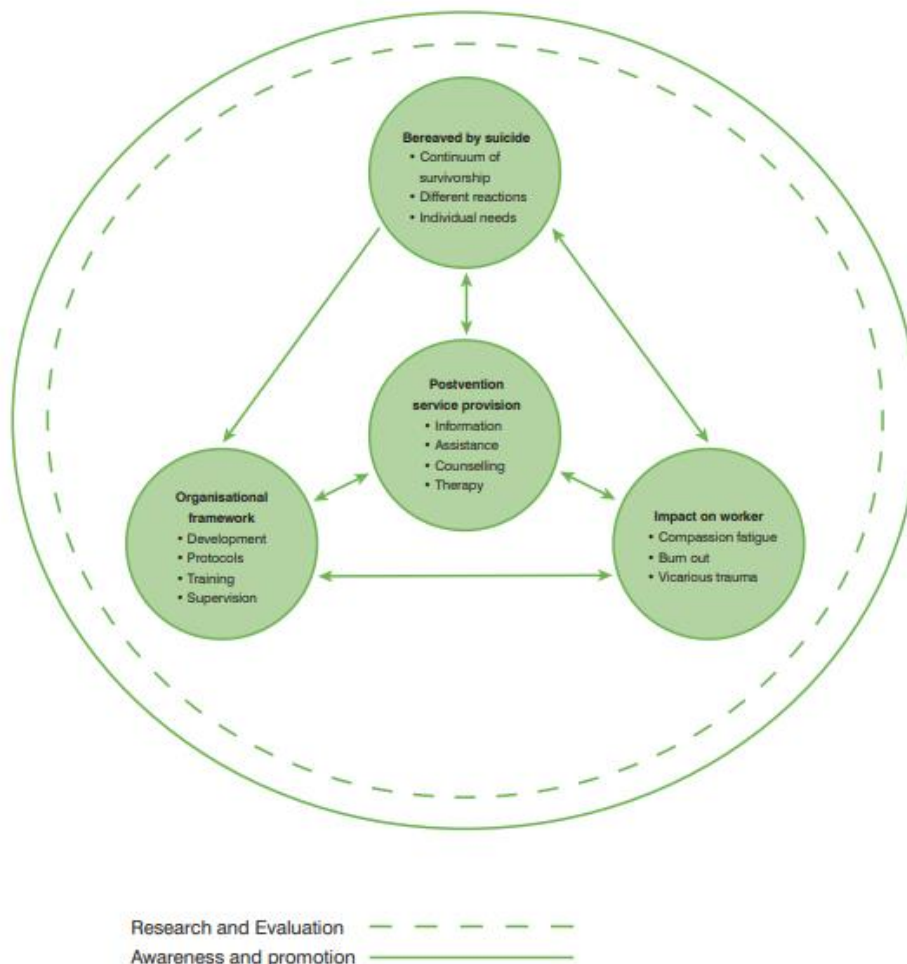 Bereaved by suicide
• Continuum of
survivorship
• Different reactions
• Individual needs
Postvention
service provision
• Information
• Assistance
• Counselling
• Therapy
Organisational
framework
• Development
• Protocols
• Training
• Supervision
Impact on worker
• Compassion fatigue
• Burn out
• Vicarious trauma
Research and Evaluation
Awareness and promotion